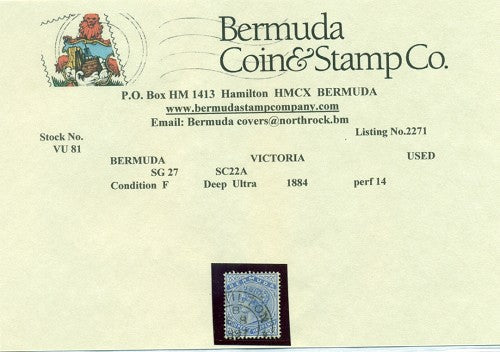 Bermuda
Coin & Stamp Co.
P.O. Box HM 1413 Hamilton HMCX BERMUDA
www.bermudastampcompany.com
Email: Bermuda covers@northrock.bm
Stock No. Listing No.2271
VU 81
BERMUDA VICTORIA USED
SG 27 SC22A
Condition F Deep Ultra 1884 perf 14
BERMUDA